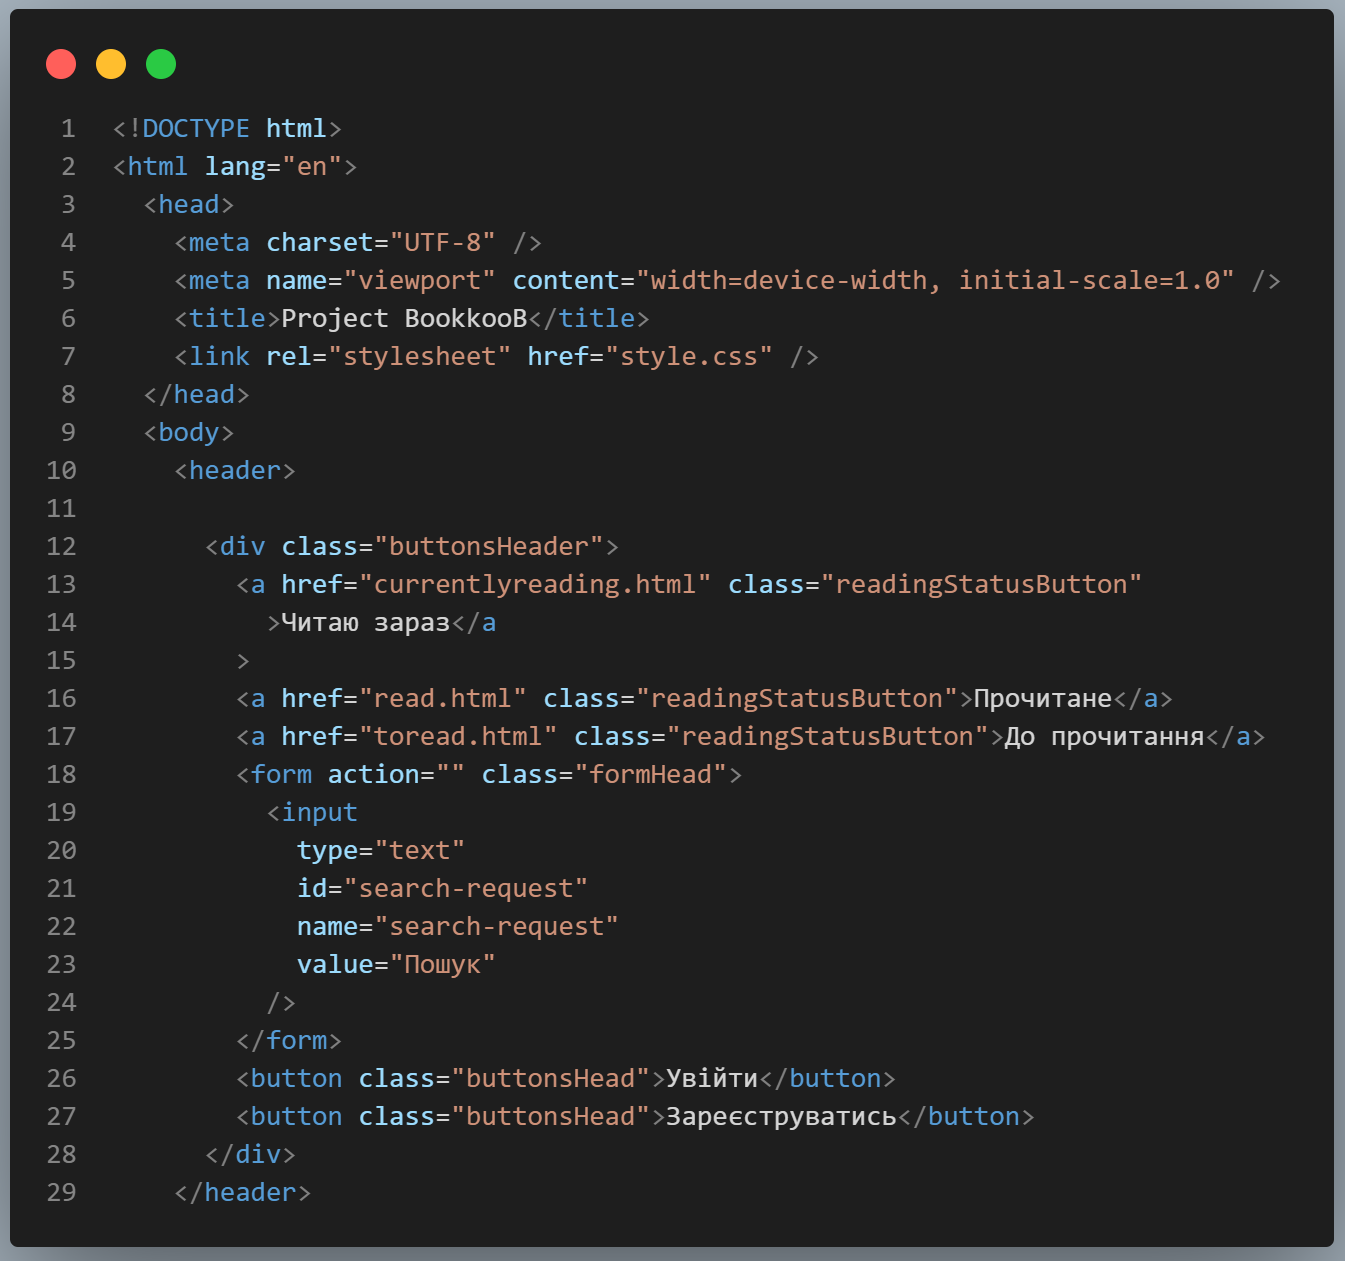 1 <!DOCTYPE html>
2 <html lang="en">
3   <head>
4     <meta charset="UTF-8" />
5     <meta name="viewport" content="width=device-width, initial-scale=1.0" />
6     <title>Project BookkooB</title>
7     <link rel="stylesheet" href="style.css" />
8   </head>
9   <body>
10     <header>
11
12       <div class="buttonsHeader">
13         <a href="currentlyreading.html" class="readingStatusButton"
14           >Читаю зараз</a
15         >
16         <a href="read.html" class="readingStatusButton">Прочитане</a>
17         <a href="toread.html" class="readingStatusButton">До прочитання</a>
18         <form action="" class="formHead">
19           <input
20             type="text"
21             id="search-request"
22             name="search-request"
23             value="Пошук"
24           />
25         </form>
26         <button class="buttonsHead">Увійти</button>
27         <button class="buttonsHead">Зареєструватись</button>
28       </div>
29     </header>